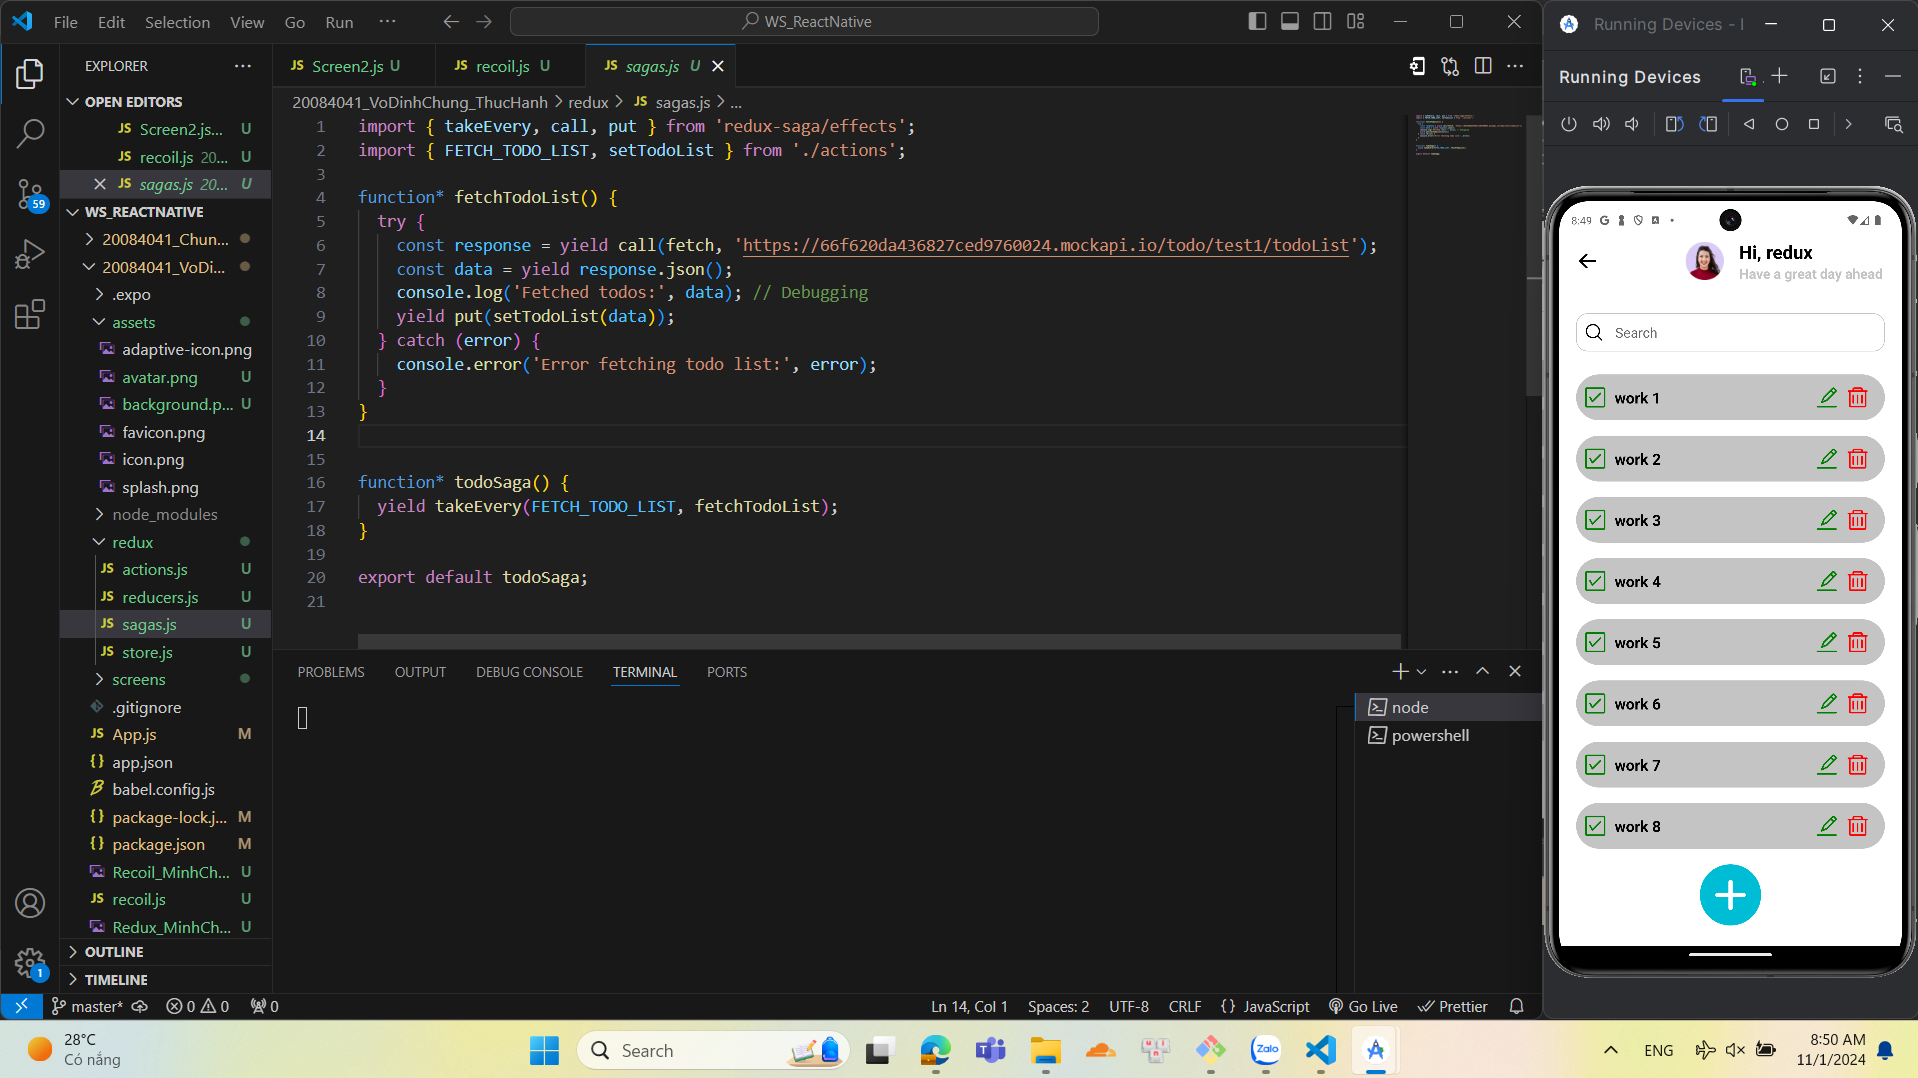 File Edit Selection View Go Run ...
WS_ReactNative
EXPLORER
OPEN EDITORS
Screen2.js... U
recoil.js 20... U
sagas.js 20... U
WS_REACTNATIVE
20084041_Chun...
20084041_VoDi...
.expo
assets
adaptive-icon.png
avatar.png U
background.p... U
favicon.png
icon.png
splash.png
node_modules
redux
actions.js U
reducers.js U
sagas.js U
store.js U
screens
.gitignore
App.js M
app.json
babel.config.js
package-lock.j... M
package.json M
Recoil_MinhCh... U
recoil.js U
Redux_MinhCh... U
OUTLINE
TIMELINE
59
1
Screen2.js U
recoil.js U
sagas.js U
20084041_VoDinhChung_ThucHanh > redux > JS sagas.js > ...
1 import { takeEvery, call, put } from 'redux-saga/effects';
2 import { FETCH_TODO_LIST, setTodoList } from './actions';
3
4 function* fetchTodoList() {
5 try {
6 const response = yield call(fetch, 'https://66f620da436827ced9760024.mockapi.io/todo/test1/todoList');
7 const data = yield response.json();
8 console.log('Fetched todos:', data); // Debugging
9 yield put(setTodoList(data));
10 } catch (error) {
11 console.error('Error fetching todo list:', error);
12 }
13 }
14
15
16 function* todoSaga() {
17 yield takeEvery(FETCH_TODO_LIST, fetchTodoList);
18 }
19
20 export default todoSaga;
21
PROBLEMS OUTPUT DEBUG CONSOLE TERMINAL PORTS
node
powershell
master* 0 0 0
Ln 14, Col 1 Spaces: 2 UTF-8 CRLF {} JavaScript Go Live Prettier
Running Devices -
Running Devices
8:49
Hi, redux
Have a great day ahead
Search
work 1
work 2
work 3
work 4
work 5
work 6
work 7
work 8
28°C
Có nắng
Search
Zalo
ENG
8:50 AM
11/1/2024